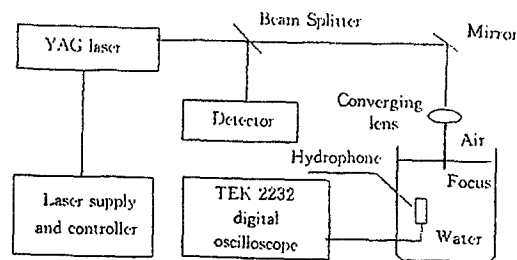 Beam Splitter
YAG laser
Mirror
Converging
lens
Detector
Air
Hydrophone
Focus
TEK 2232
digital
oscilloscope
Laser supply
and controller
Water